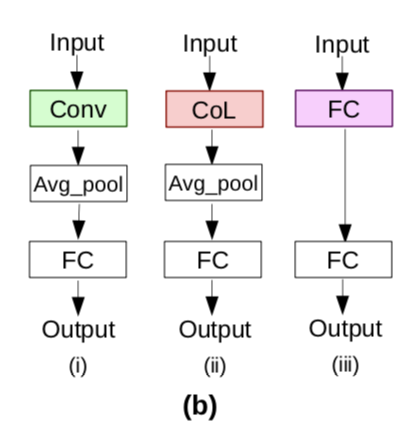 Input Input Input
Conv CoL FC
Avg_pool Avg_pool
FC FC FC
Output Output Output
(i) (ii) (iii)
(b)